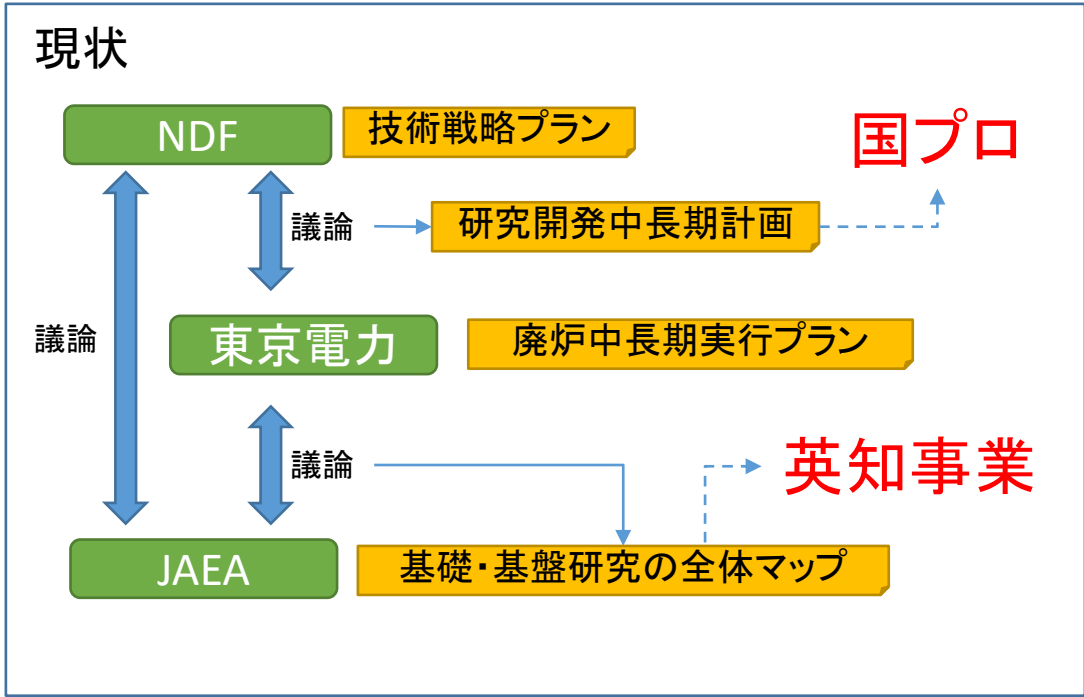 現状
NDF
技術戦略プラン
国プロ
議論
研究開発中長期計画
議論
東京電力
廃炉中長期実行プラン
議論
英知事業
JAEA
基礎・基盤研究の全体マップ